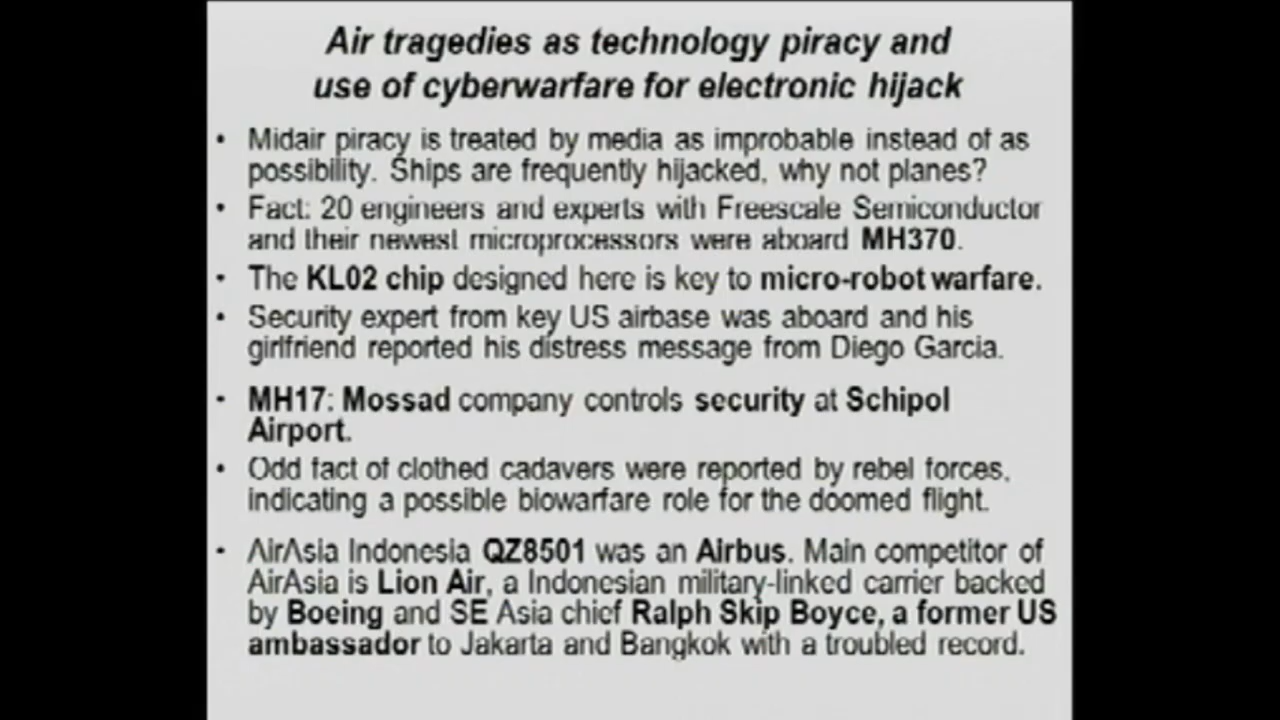 Air tragedies as technology piracy and
use of cyberwarfare for electronic hijack
• Midair piracy is treated by media as improbable instead of as
possibility. Ships are frequently hijacked, why not planes?
• Fact: 20 engineers and experts with Freescale Semiconductor
and their newest microprocessors were aboard MH370.
• The KL02 chip designed here is key to micro-robot warfare.
• Security expert from key US airbase was aboard and his
girlfriend reported his distress message from Diego Garcia.
• MH17: Mossad company controls security at Schipol
Airport.
• Odd fact of clothed cadavers were reported by rebel forces,
indicating a possible biowarfare role for the doomed flight.
• AirAsia Indonesia QZ8501 was an Airbus. Main competitor of
AirAsia is Lion Air, a Indonesian military-linked carrier backed
by Boeing and SE Asia chief Ralph Skip Boyce, a former US
ambassador to Jakarta and Bangkok with a troubled record.